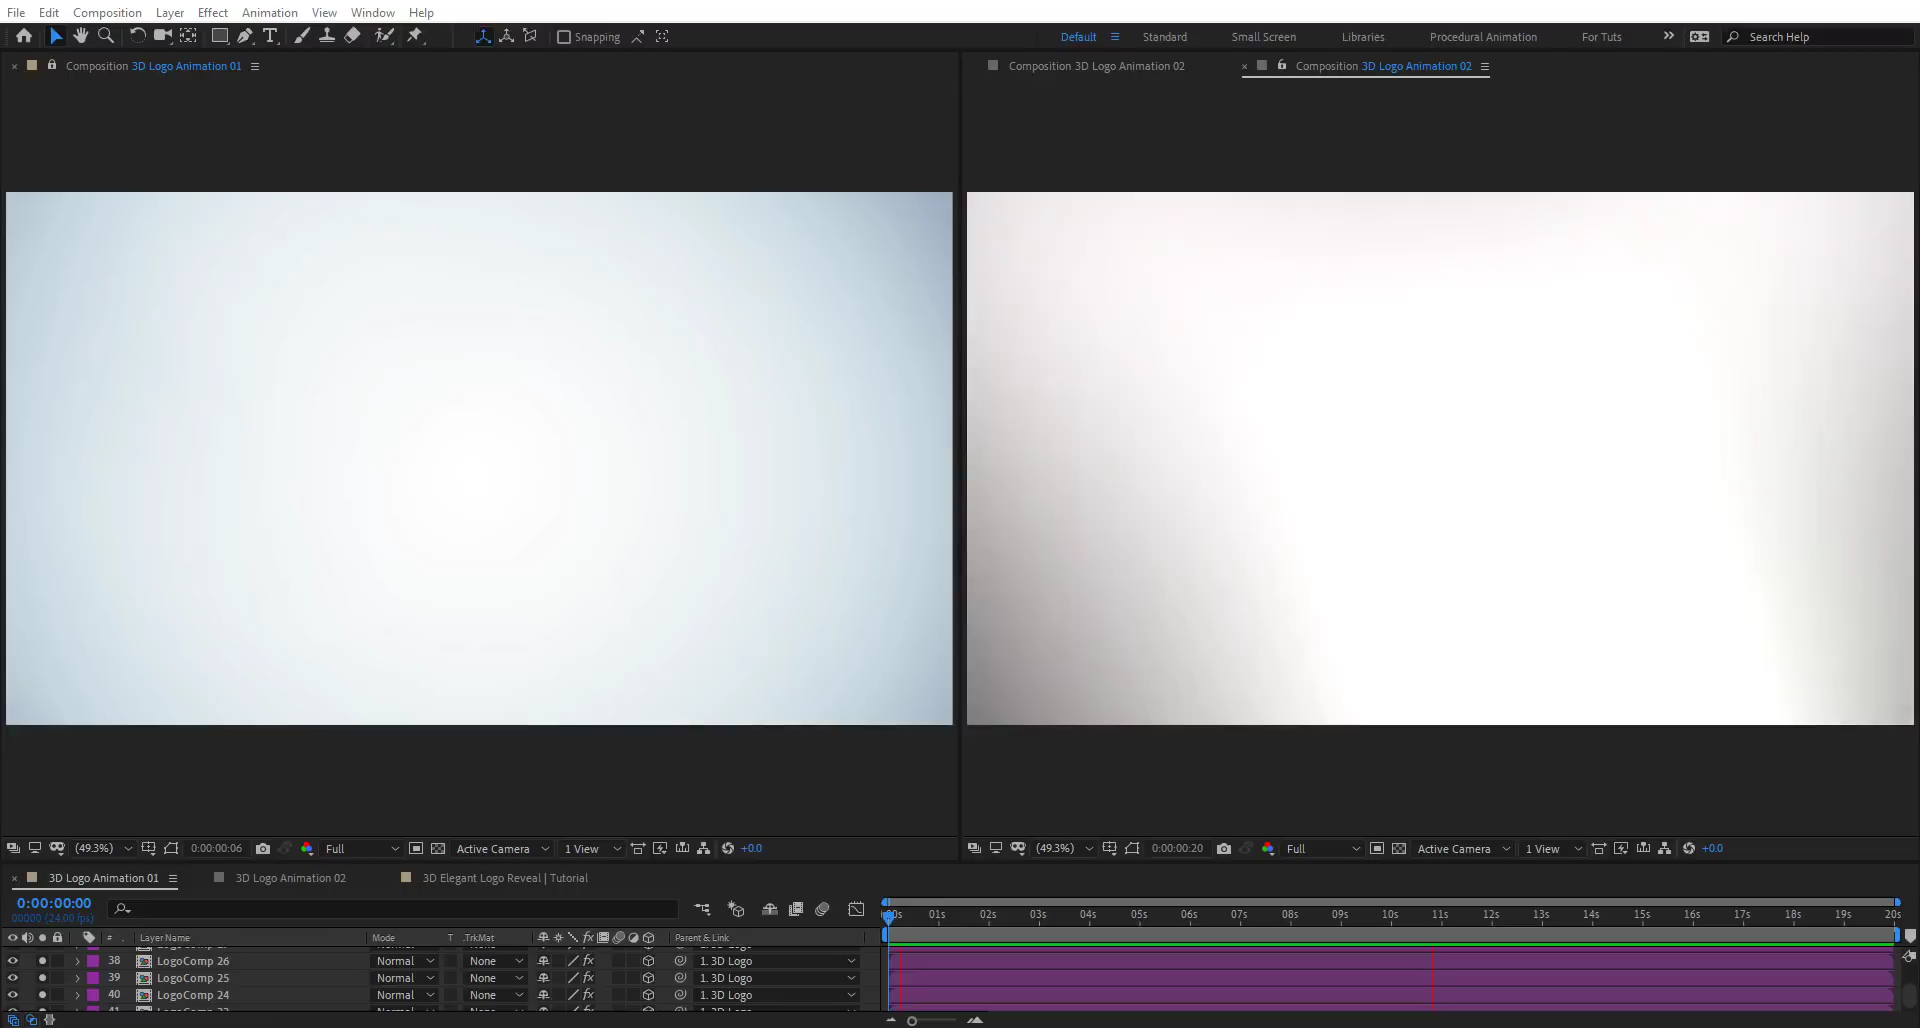 File Edit Composition Layer Effect Animation View Window Help
Snapping Default Standard Small Screen Libraries Procedural Animation For Tuts Search Help
Composition 3D Logo Animation 01 Composition 3D Logo Animation 02 Composition 3D Logo Animation 02
(49.3%) 0:00:00:06 Full Active Camera 1 View +0.0 (49.3%) 0:00:00:20 Full Active Camera 1 View +0.0
3D Logo Animation 01 3D Logo Animation 02 3D Elegant Logo Reveal | Tutorial
0:00:00:00
00000 (24.00 fps)
01s 02s 03s 04s 05s 06s 07s 08s 09s 10s 11s 12s 13s 14s 15s 16s 17s 18s 19s 20s
# Layer Name Mode T .TrkMat fx Parent & Link
38 LogoComp 26 Normal None fx 1. 3D Logo
39 LogoComp 25 Normal None fx 1. 3D Logo
40 LogoComp 24 Normal None fx 1. 3D Logo